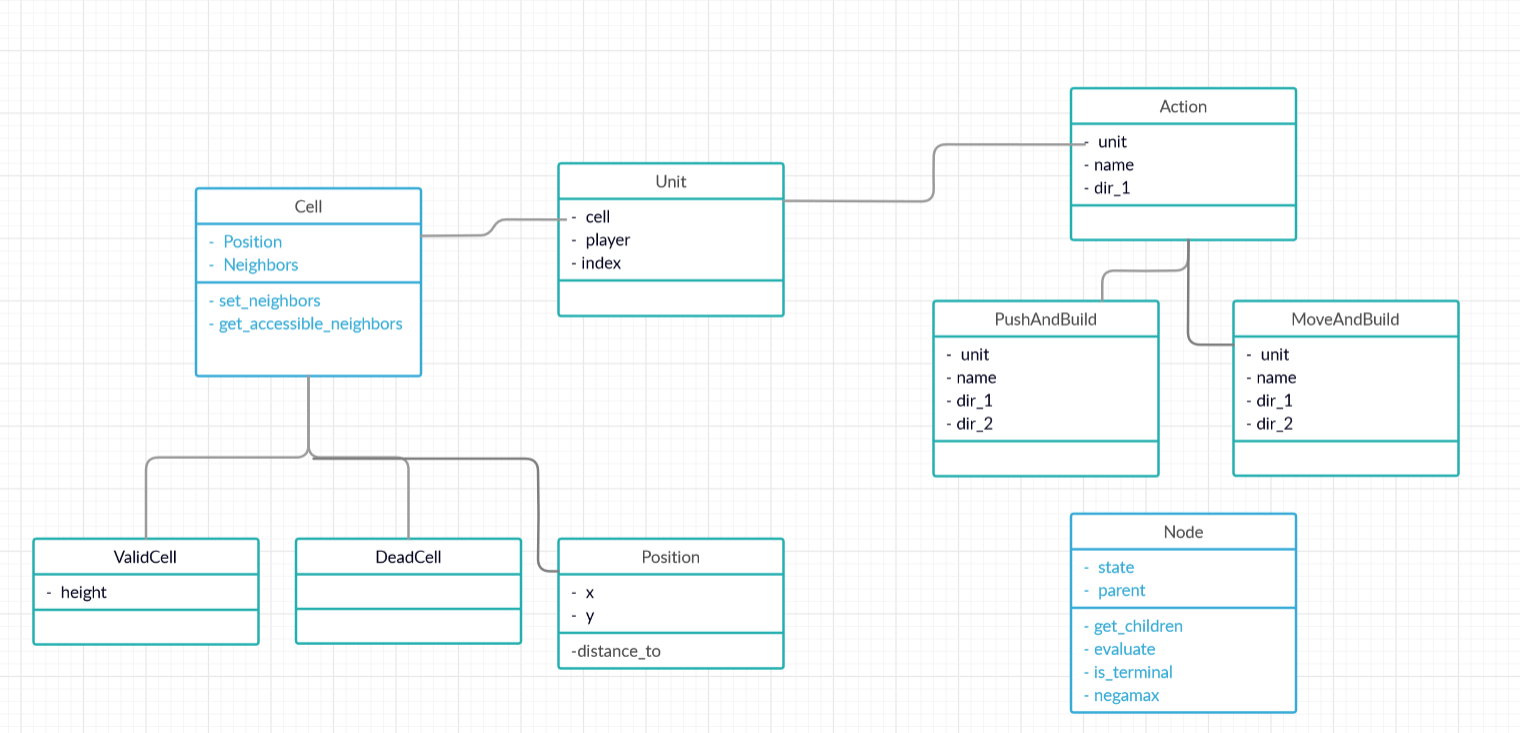 Action
- unit
- name
- dir_1
Unit
- cell
- player
- index
Cell
- Position
- Neighbors
- set_neighbors
- get_accessible_neighbors
PushAndBuild
- unit
- name
- dir_1
- dir_2
MoveAndBuild
- unit
- name
- dir_1
- dir_2
ValidCell
- height
DeadCell
Position
- x
- y
-distance_to
Node
- state
- parent
- get_children
- evaluate
- is_terminal
- negamax